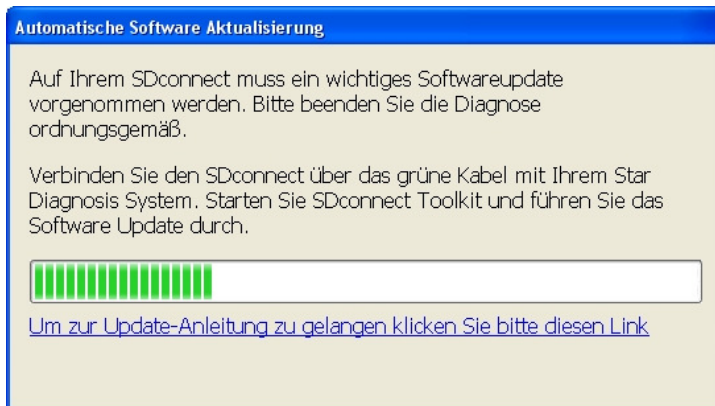 Automatische Software Aktualisierung
Auf Ihrem SDconnect muss ein wichtiges Softwareupdate
vorgenommen werden. Bitte beenden Sie die Diagnose
ordnungsgemäß.
Verbinden Sie den SDconnect über das grüne Kabel mit Ihrem Star
Diagnosis System. Starten Sie SDconnect Toolkit und führen Sie das
Software Update durch.
Um zur Update-Anleitung zu gelangen klicken Sie bitte diesen Link